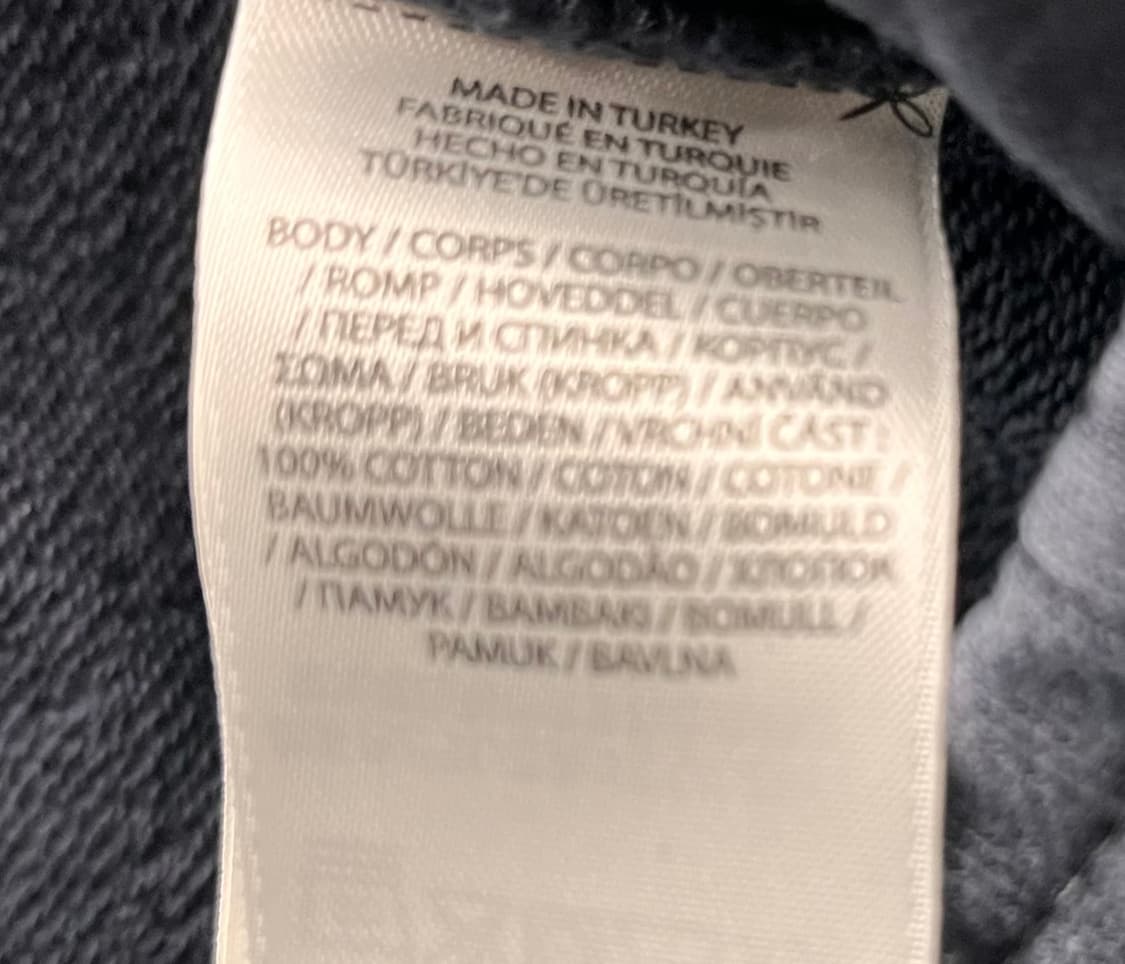 MADE IN TURKEY
FABRIQUÉ EN TURQUIE
HECHO EN TURQUÍA
TÜRKİYE'DE ÜRETİLMİŞTİR
BODY / CORPS / CORPO / OBERTEIL
/ ROMP / HOVEDDEL / CUERPO
/ ПЕРЕД И СПИНКА / КОРПУС /
ΣΩΜΑ / BRUK (KROPP) / ANVÄND
(KROPP) / BEDEN / VRCHNÍ ČÁST :
100% COTTON / COTON / COTONE /
BAUMWOLLE / KATOEN / BOMULD
/ ALGODÓN / ALGODÃO / ХЛОПОК
/ ПАМУК / ΒΑΜΒΑΚΙ / BOMULL /
PAMUK / BAVLNA